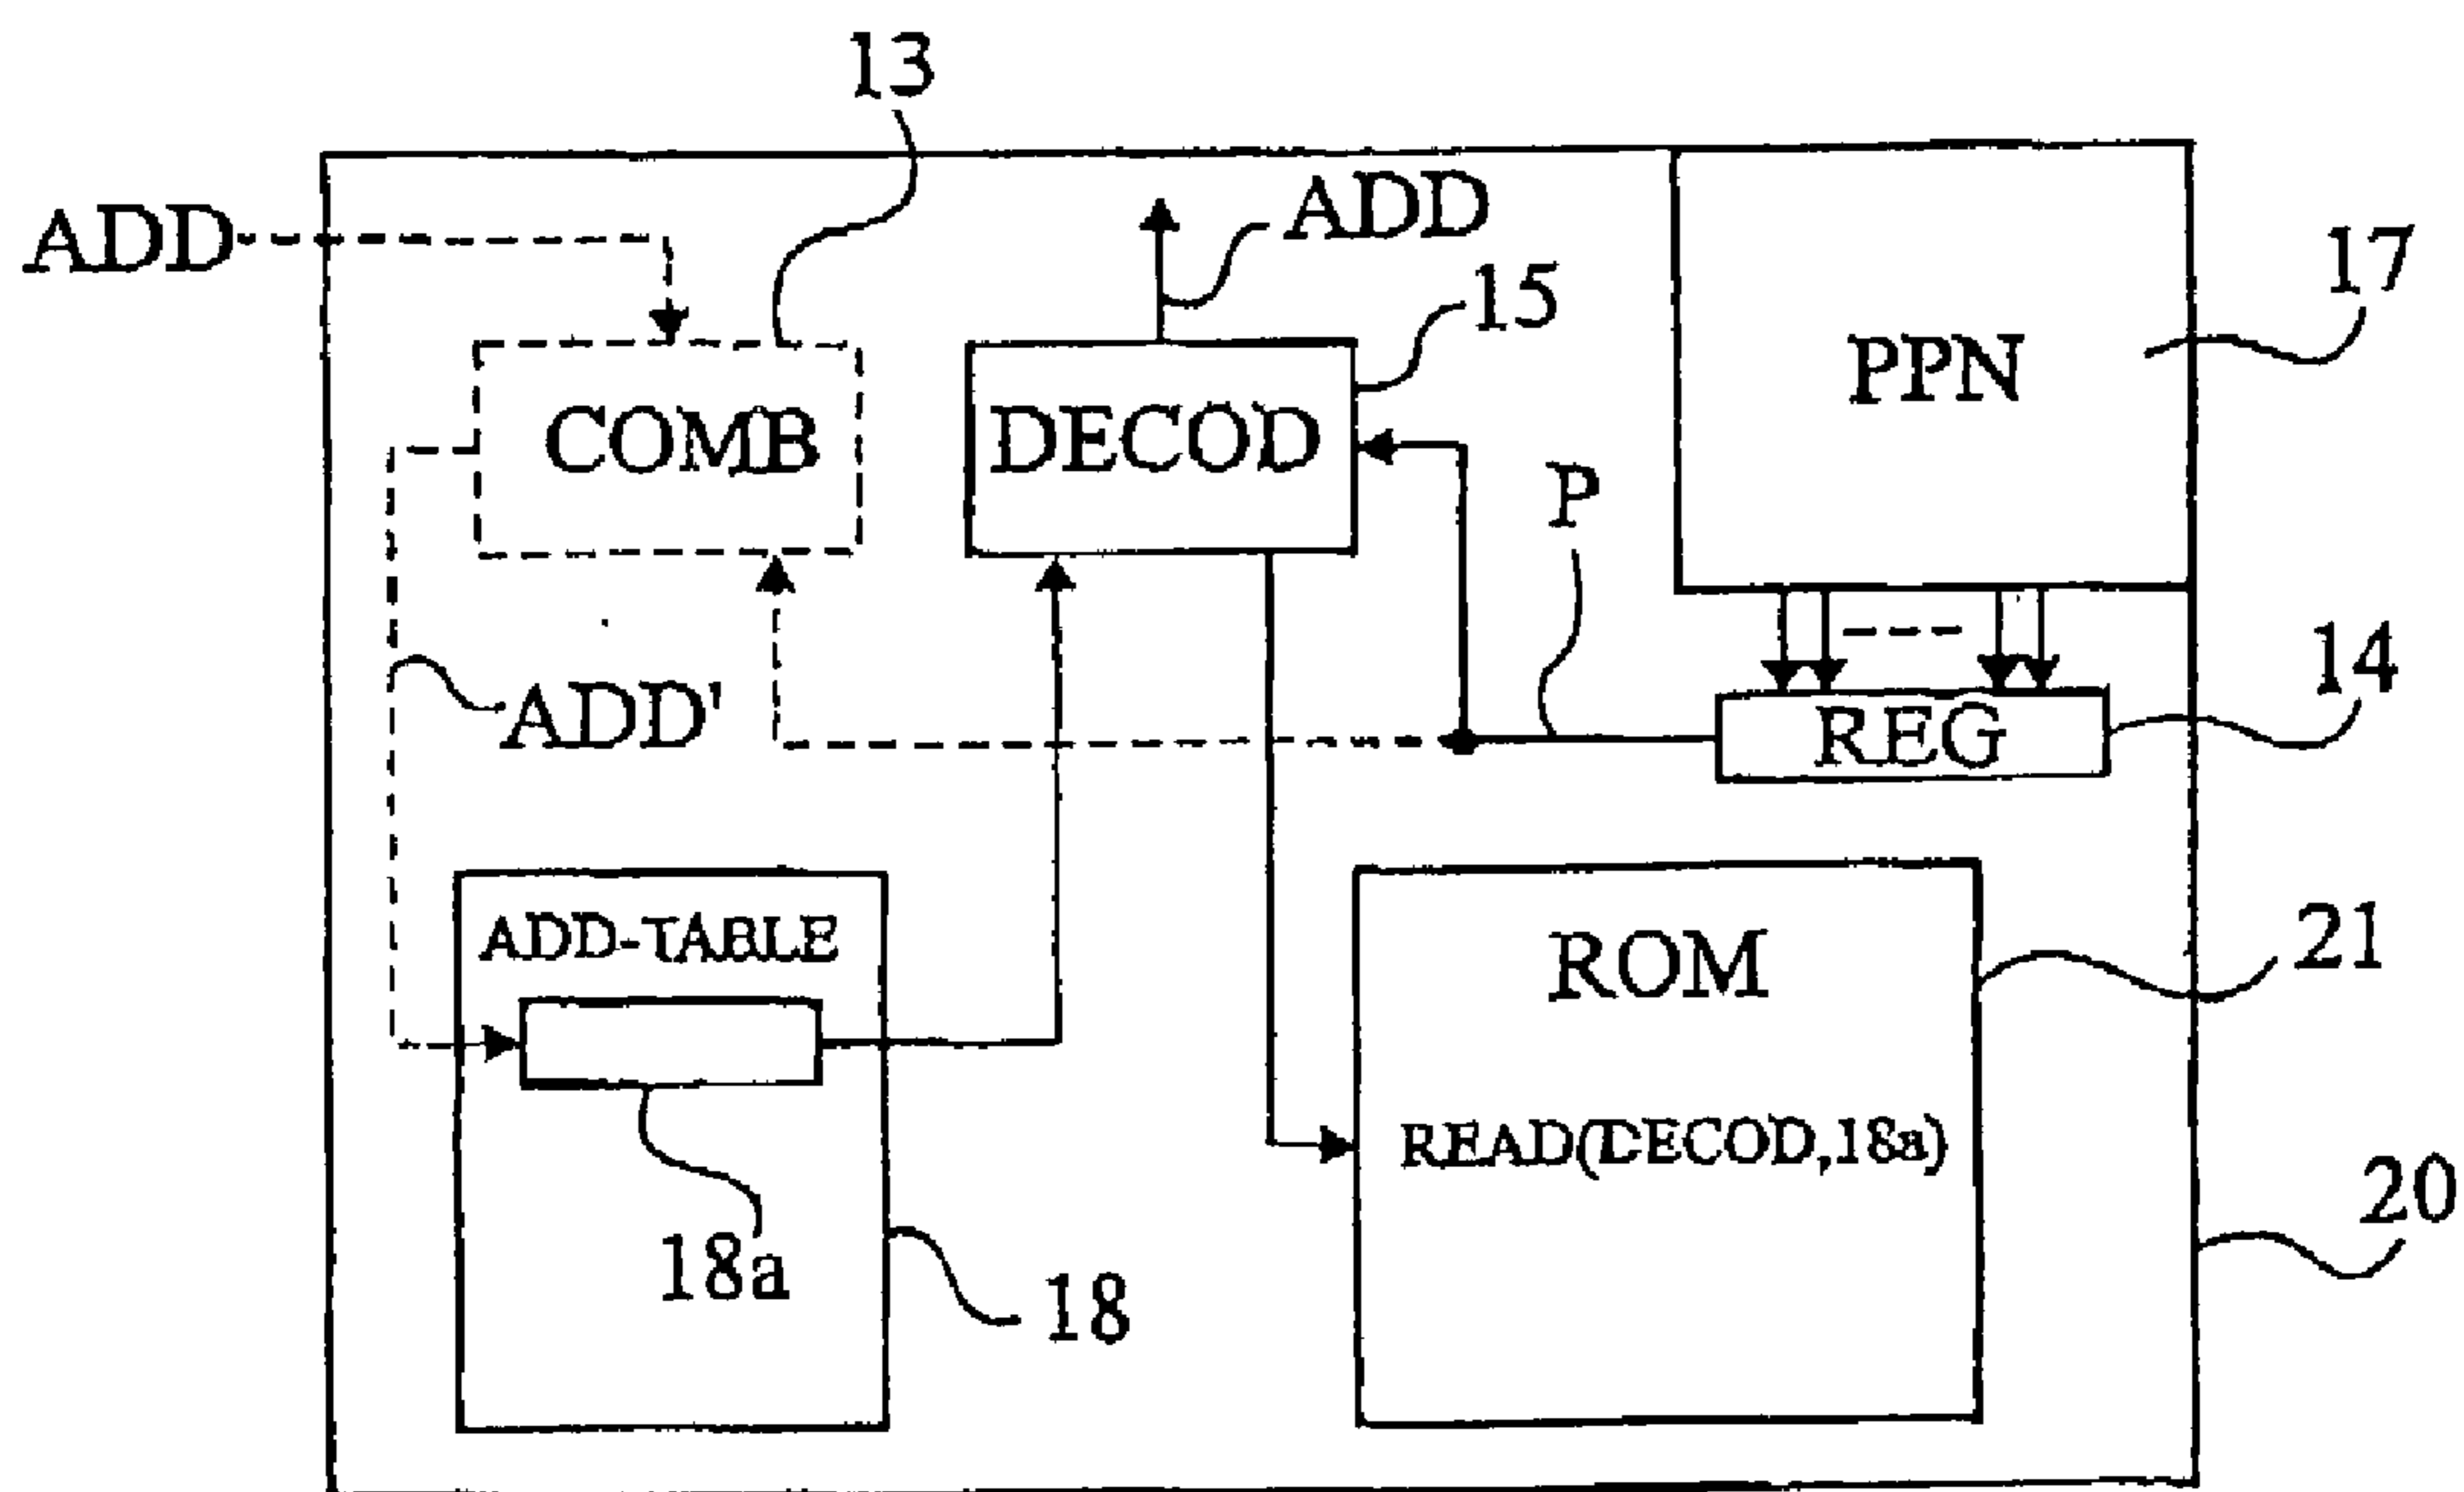 13
ADD
ADD
15
17
PPN
COMB
DECOD
P
14
ADD'
REG
ADD-TABLE
ROM
21
READ(DECOD,18a)
20
18a
18